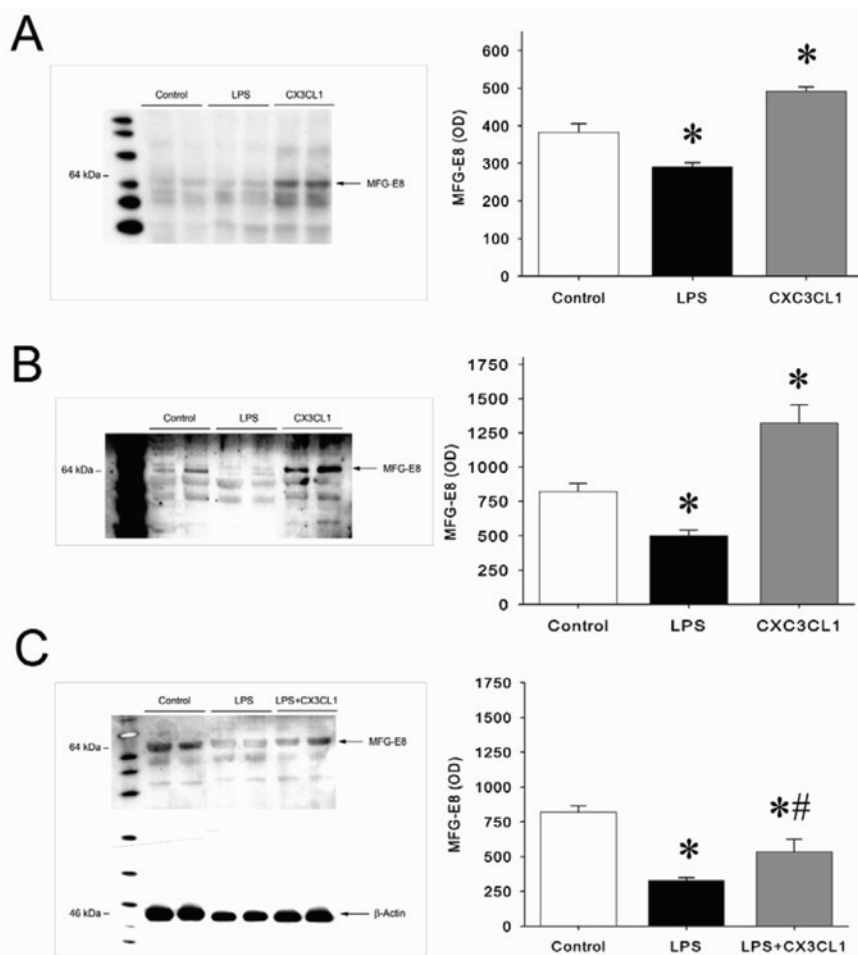 A
Control LPS CX3CL1
64 kDa
MFG-E8
MFG-E8 (OD)
600
500
400
300
200
100
0
*
*
Control LPS CXC3CL1
B
Control LPS CX3CL1
64 kDa
MFG-E8
MFG-E8 (OD)
1750
1500
1250
1000
750
500
250
0
*
*
Control LPS CXC3CL1
C
Control LPS LPS+CX3CL1
64 kDa
MFG-E8
46 kDa
β-Actin
MFG-E8 (OD)
1750
1500
1250
1000
750
500
250
0
*
*#
Control LPS LPS+CX3CL1